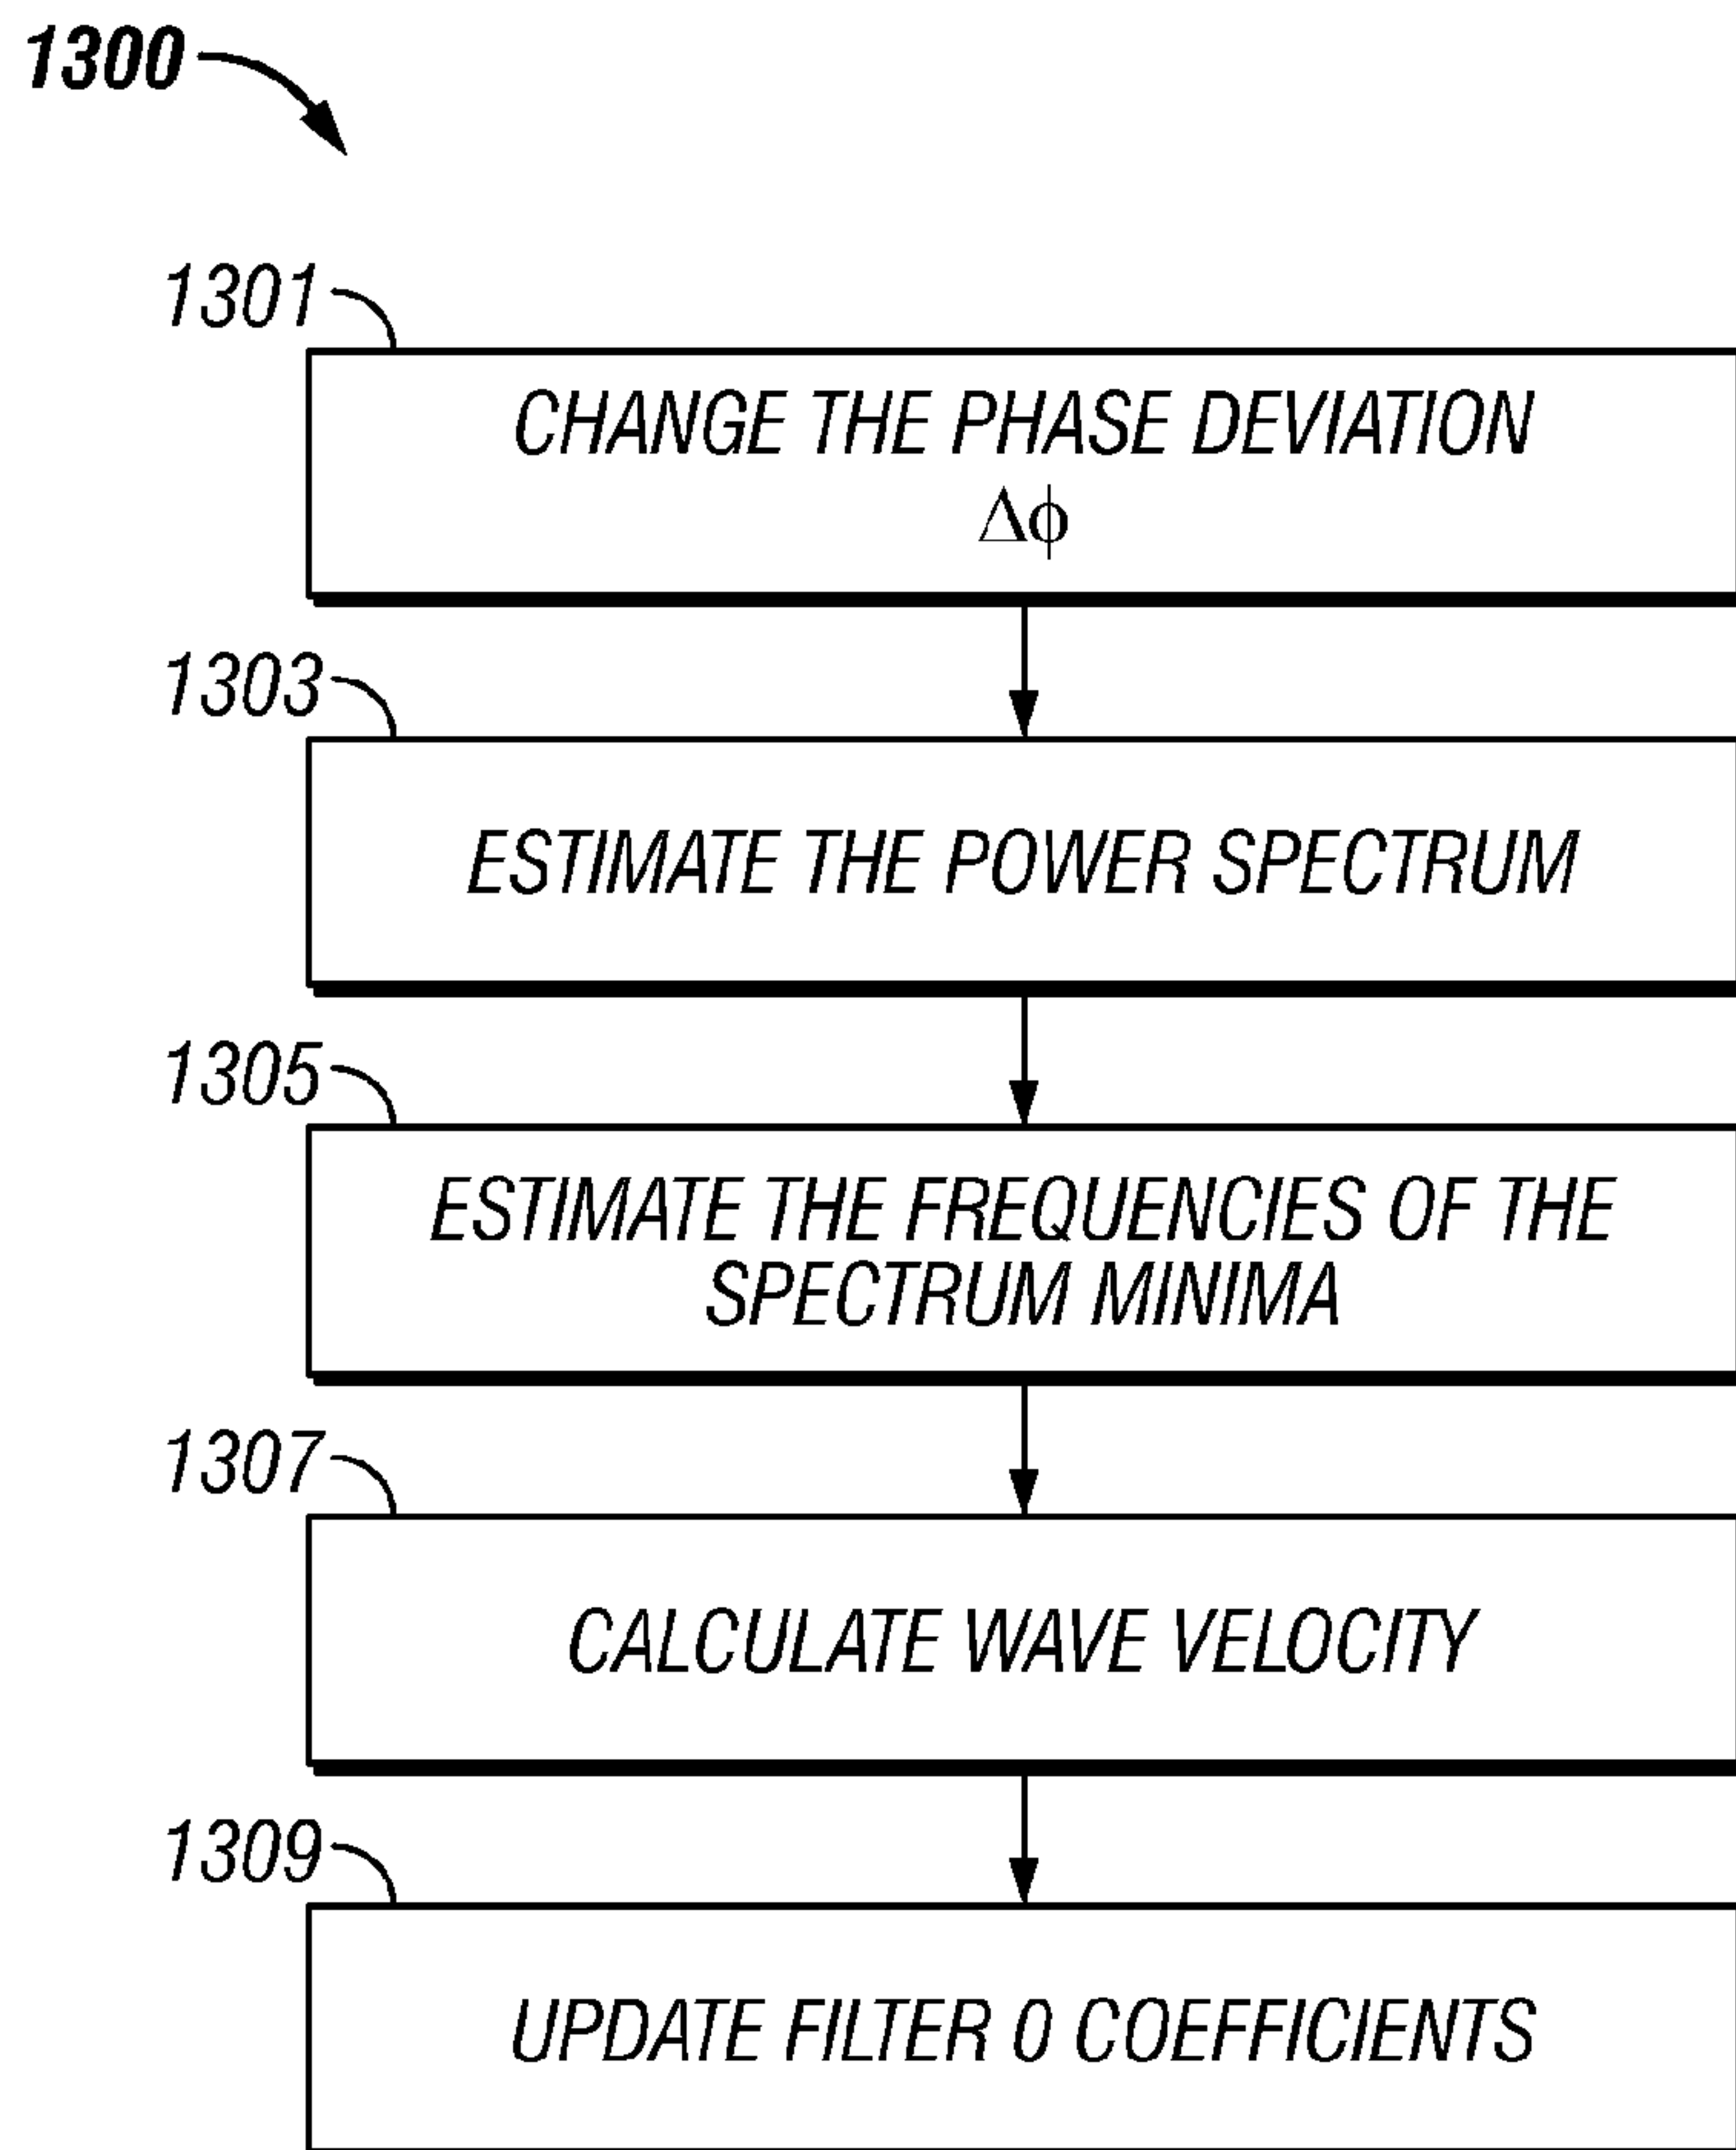 1300
1301
CHANGE THE PHASE DEVIATION
Δϕ
1303
ESTIMATE THE POWER SPECTRUM
1305
ESTIMATE THE FREQUENCIES OF THE
SPECTRUM MINIMA
1307
CALCULATE WAVE VELOCITY
1309
UPDATE FILTER 0 COEFFICIENTS